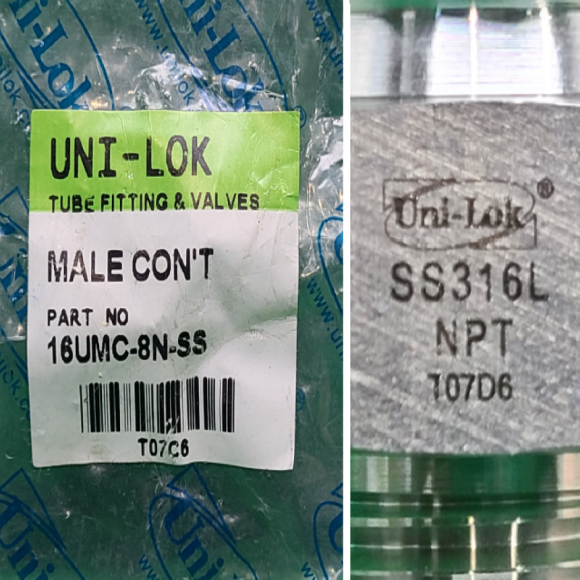 UNI-LOK
TUBE FITTING & VALVES
MALE CON'T
PART NO
16UMC-8N-SS
T07C6
Uni-Lok®
SS316L
NPT
T07D6